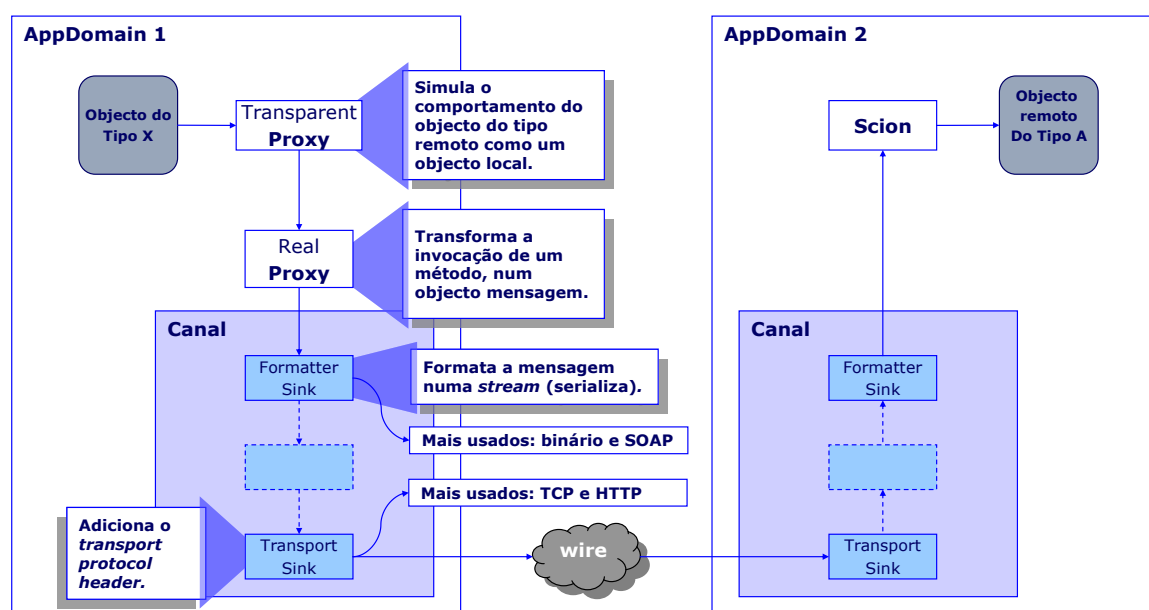 AppDomain 1
Objecto do
Tipo X
Transparent
Proxy
Simula o
comportamento do
objecto do tipo
remoto como um
objecto local.
Real
Proxy
Transforma a
invocação de um
método, num
objecto mensagem.
Canal
Formatter
Sink
Formata a mensagem
numa stream (serializa).
Mais usados: binário e SOAP
Mais usados: TCP e HTTP
Adiciona o
transport
protocol
header.
Transport
Sink
wire
AppDomain 2
Scion
Objecto
remoto
Do Tipo A
Canal
Formatter
Sink
Transport
Sink